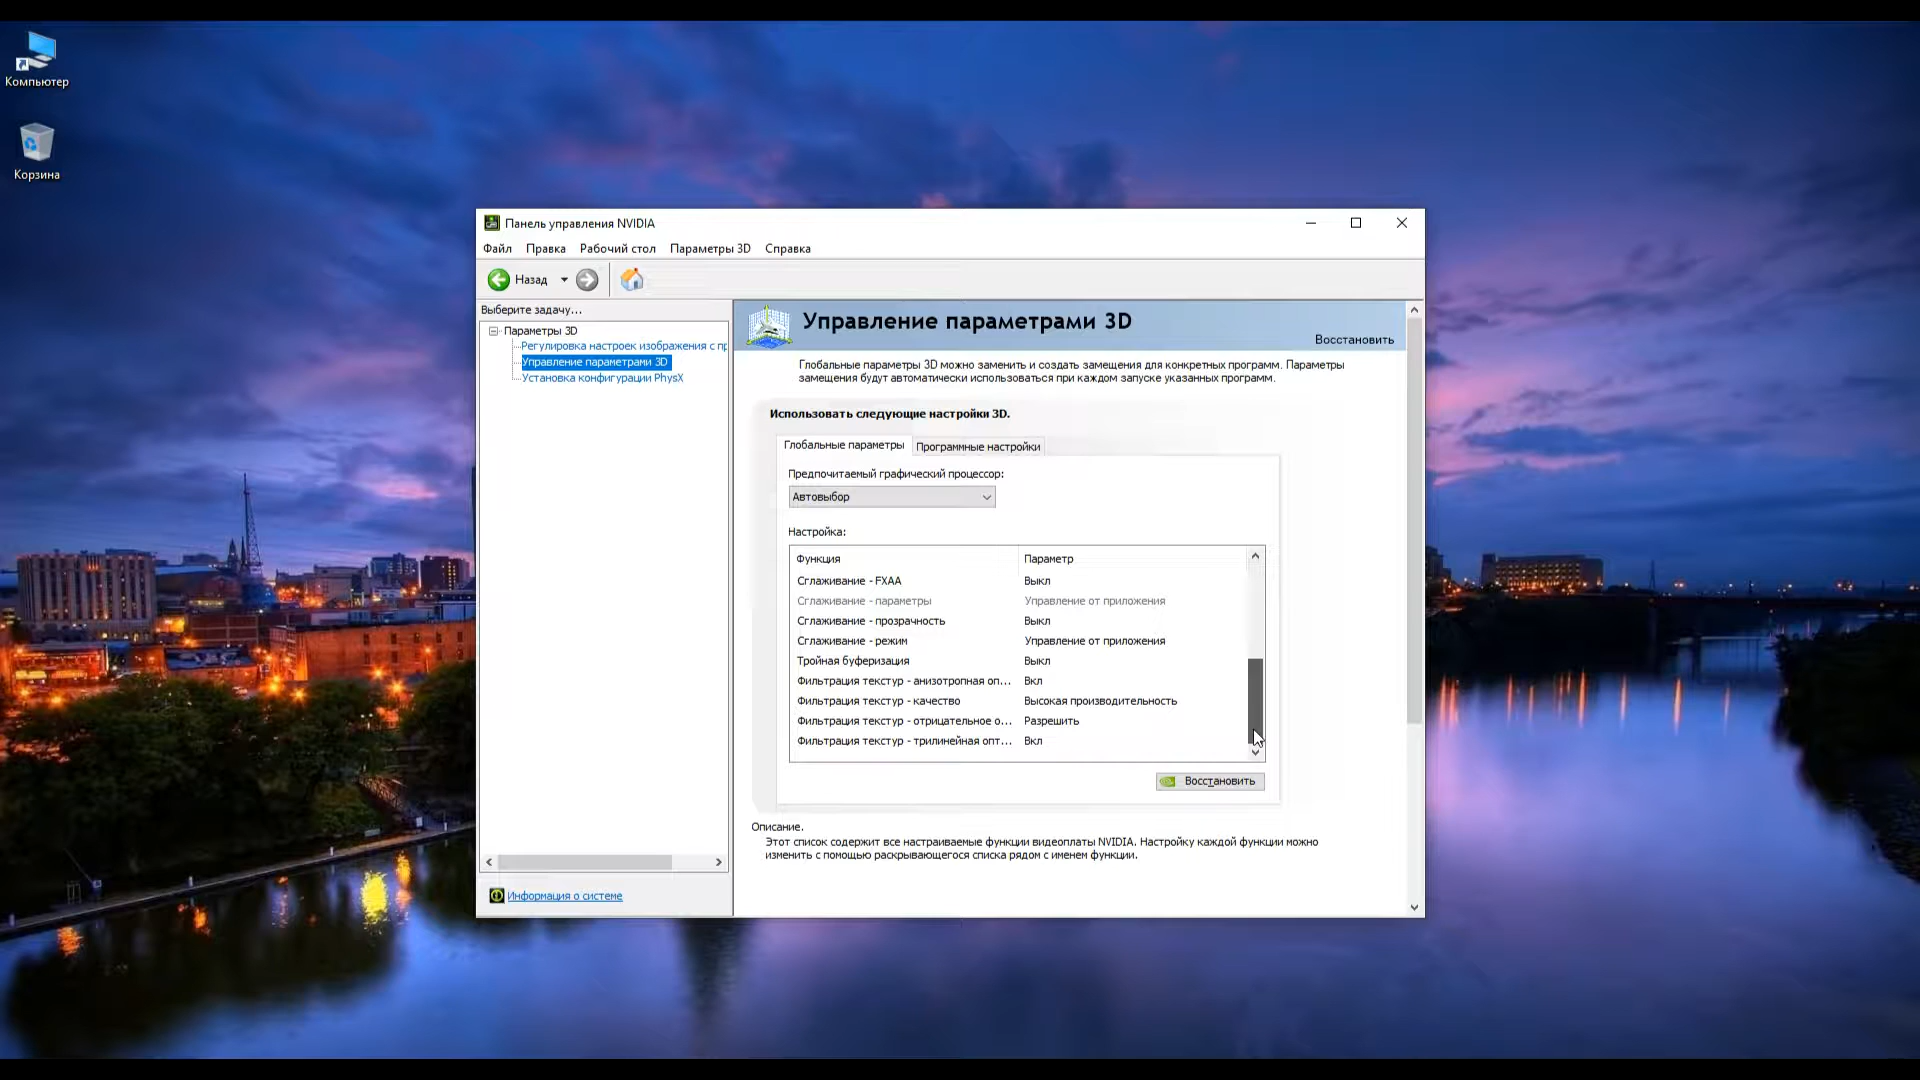 Компьютер
Корзина
Панель управления NVIDIA
Файл Правка Рабочий стол Параметры 3D Справка
Назад
Выберите задачу...
Параметры 3D
Регулировка настроек изображения с пр
Управление параметрами 3D
Установка конфигурации PhysX
Информация о системе
Управление параметрами 3D
Восстановить
Глобальные параметры 3D можно заменить и создать замещения для конкретных программ. Параметры
замещения будут автоматически использоваться при каждом запуске указанных программ.
Использовать следующие настройки 3D.
Глобальные параметры Программные настройки
Предпочитаемый графический процессор:
Автовыбор
Настройка:
Функция Параметр
Сглаживание - FXAA Выкл
Сглаживание - параметры Управление от приложения
Сглаживание - прозрачность Выкл
Сглаживание - режим Управление от приложения
Тройная буферизация Выкл
Фильтрация текстур - анизотропная оп... Вкл
Фильтрация текстур - качество Высокая производительность
Фильтрация текстур - отрицательное о... Разрешить
Фильтрация текстур - трилинейная опт... Вкл
Восстановить
Описание.
Этот список содержит все настраиваемые функции видеоплаты NVIDIA. Настройку каждой функции можно
изменить с помощью раскрывающегося списка рядом с именем функции.